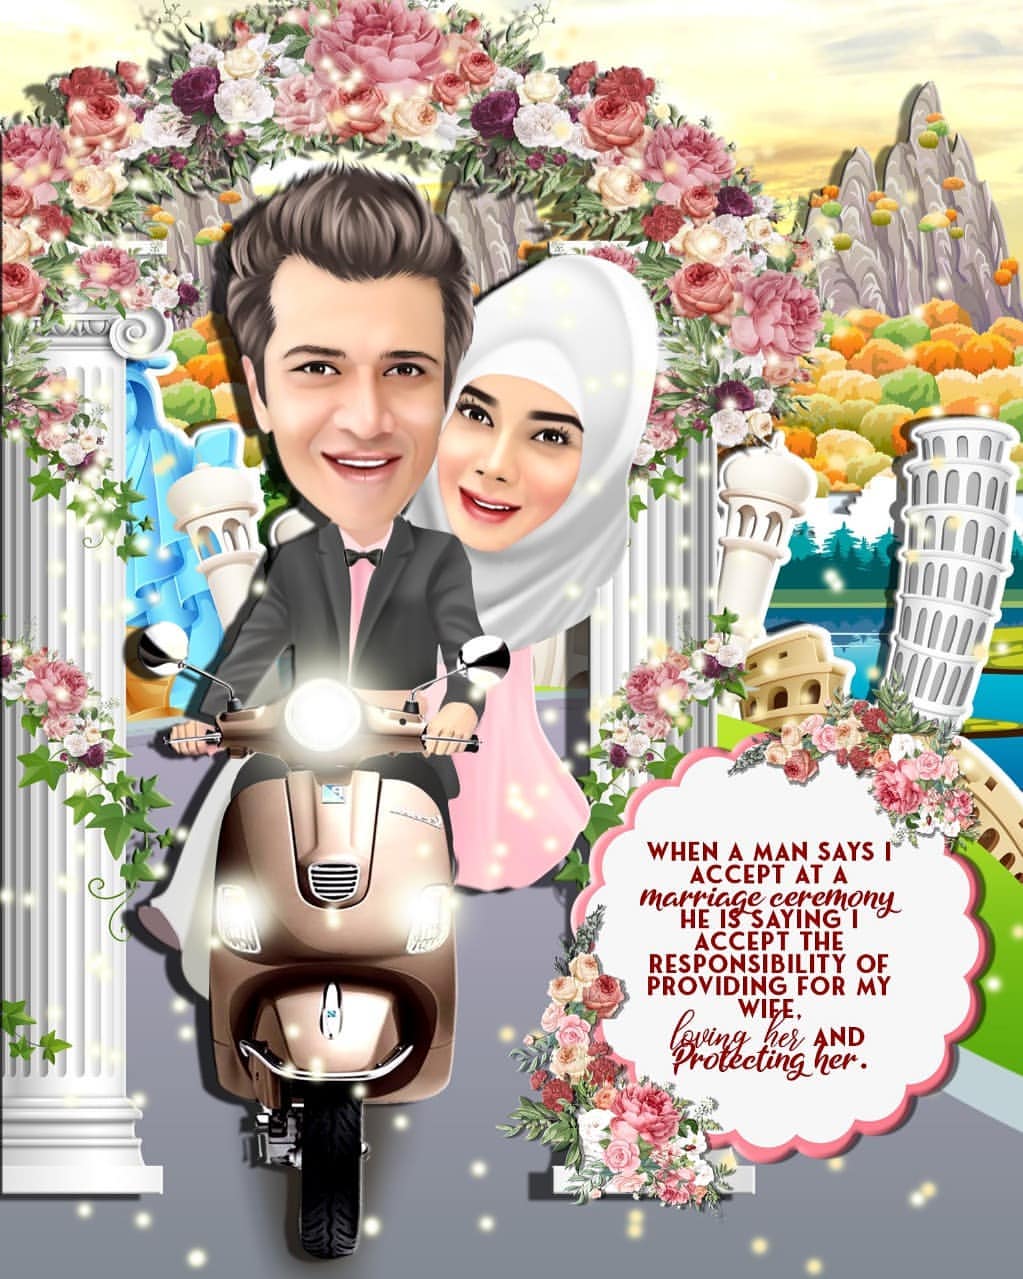 WHEN A MAN SAYS I
ACCEPT AT A
marriage ceremony
HE IS SAYING I
ACCEPT THE
RESPONSIBILITY OF
PROVIDING FOR MY
WIFE,
loving her AND
Protecting her.